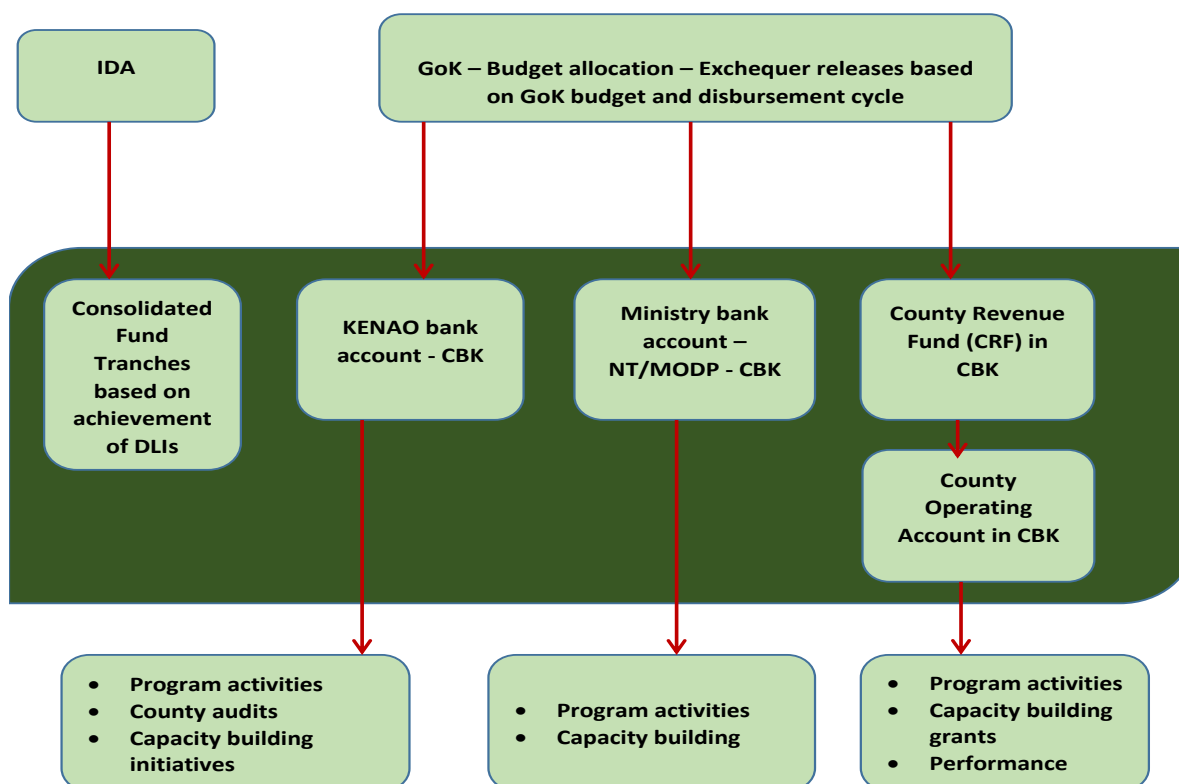 IDA
GoK – Budget allocation – Exchequer releases based
on GoK budget and disbursement cycle
Consolidated
Fund
Tranches
based on
achievement
of DLIs
KENAO bank
account - CBK
Ministry bank
account –
NT/MODP - CBK
County Revenue
Fund (CRF) in
CBK
County
Operating
Account in CBK
• Program activities
• County audits
• Capacity building
initiatives
• Program activities
• Capacity building
• Program activities
• Capacity building
grants
• Performance